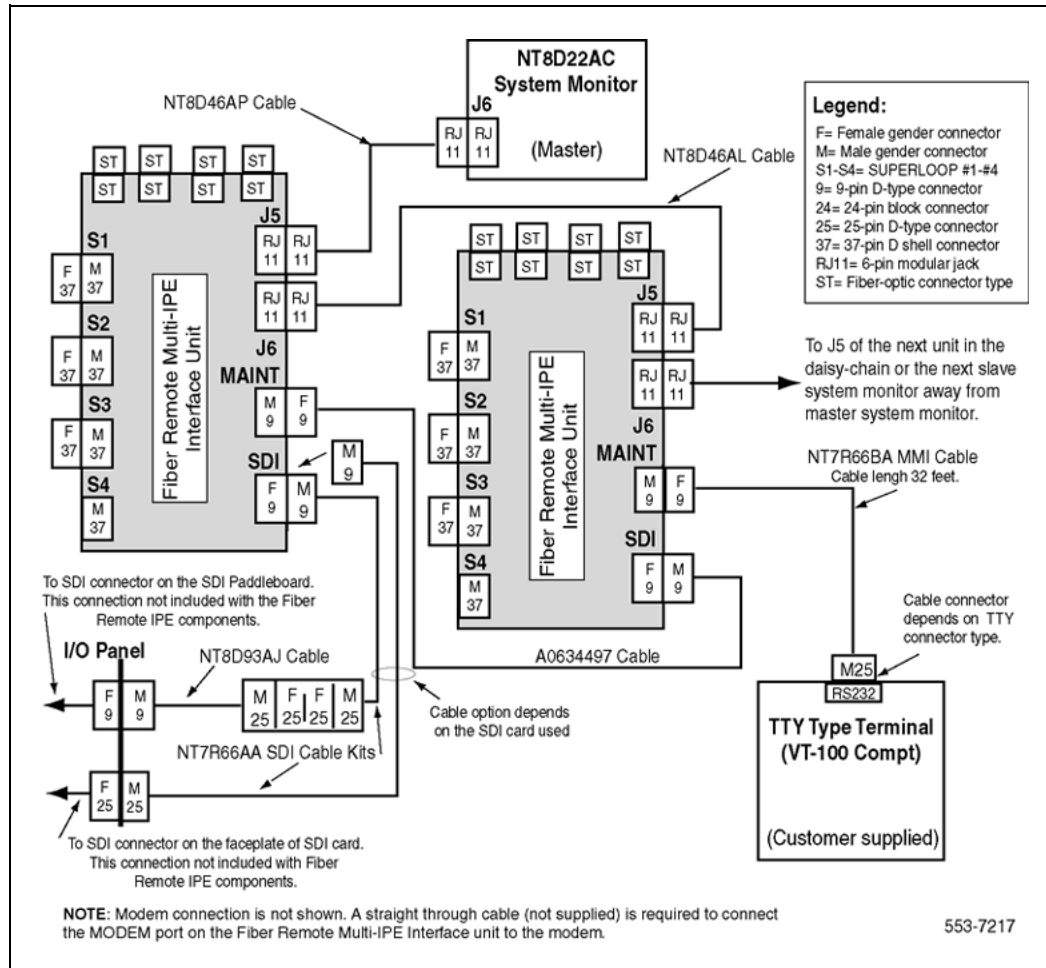 NT8D22AC
System Monitor
J6
RJ
11
RJ
11
(Master)
NT8D46AP Cable
NT8D46AL Cable
Legend:
F= Female gender connector
M= Male gender connector
S1-S4= SUPERLOOP #1-#4
9= 9-pin D-type connector
24= 24-pin block connector
25= 25-pin D-type connector
37= 37-pin D shell connector
RJ11= 6-pin modular jack
ST= Fiber-optic connector type
ST ST ST ST
ST ST ST ST
J5
RJ RJ
11 11
RJ RJ
11 11
J6
MAINT
M F
9 9
SDI
M
9
F M
9 9
S1
F M
37 37
S2
F M
37 37
S3
F M
37 37
S4
M
37
Fiber Remote Multi-IPE
Interface Unit
ST ST ST ST
ST ST ST ST
J5
RJ RJ
11 11
RJ RJ
11 11
J6
MAINT
M F
9 9
SDI
F M
9 9
S1
F M
37 37
S2
F M
37 37
S3
F M
37 37
S4
M
37
Fiber Remote Multi-IPE
Interface Unit
To J5 of the next unit in the
daisy-chain or the next slave
system monitor away from
master system monitor.
NT7R66BA MMI Cable
Cable lengh 32 feet.
Cable connector
depends on TTY
connector type.
M25
RS232
TTY Type Terminal
(VT-100 Compt)
(Customer supplied)
A0634497 Cable
Cable option depends
on the SDI card used
To SDI connector on the SDI Paddleboard.
This connection not included with the Fiber
Remote IPE components.
I/O Panel
NT8D93AJ Cable
F M
9 9
M F F M
25 25 25 25
NT7R66AA SDI Cable Kits
F M
25 25
To SDI connector on the faceplate of SDI card.
This connection not included with Fiber
Remote IPE components.
NOTE: Modem connection is not shown. A straight through cable (not supplied) is required to connect
the MODEM port on the Fiber Remote Multi-IPE Interface unit to the modem.
553-7217